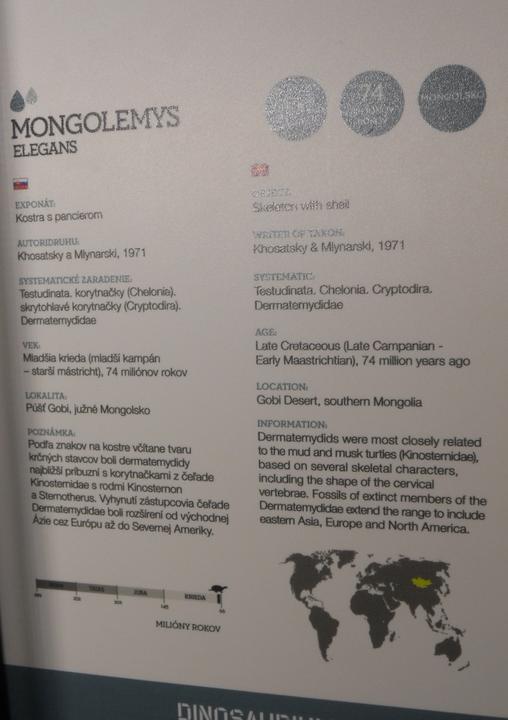 MONGOLEMYS
ELEGANS
74
MONGOLSKO
EXPONÁT:
Kostra s pancierom
AUTORI DRUHU:
Khosatsky a Mlynarski, 1971
SYSTEMATICKÉ ZARADENIE:
Testudinata. korytnačky (Chelonia).
skrytohlavé korytnačky (Cryptodira).
Dermatemydidae
VEK:
Mladšia krieda (mladší kampán
– starší mástricht), 74 miliónov rokov
LOKALITA:
Púšť Gobi, južné Mongolsko
POZNÁMKA:
Podľa znakov na kostre včítane tvaru
krčných stavcov boli dermatemydidy
najbližší príbuzní s korytnačkami z čeľade
Kinosternidae s rodmi Kinosternon
a Sternotherus. Vyhynutí zástupcovia čeľade
Dermatemydidae boli rozšírení od východnej
Ázie cez Európu až do Severnej Ameriky.
OBJECT:
Skeleton with shell
WRITER OF TAXON:
Khosatsky & Mlynarski, 1971
SYSTEMATIC:
Testudinata. Chelonia. Cryptodira.
Dermatemydidae
AGE:
Late Cretaceous (Late Campanian -
Early Maastrichtian), 74 million years ago
LOCATION:
Gobi Desert, southern Mongolia
INFORMATION:
Dermatemydids were most closely related
to the mud and musk turtles (Kinosternidae),
based on several skeletal characters,
including the shape of the cervical
vertebrae. Fossils of extinct members of the
Dermatemydidae extend the range to include
eastern Asia, Europe and North America.
TRIAS JURA KRIEDA
MILIÓNY ROKOV